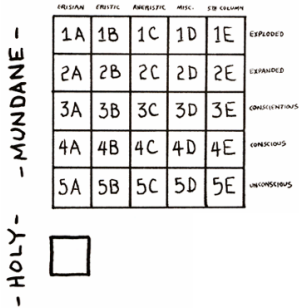 ERISIAN ERISTIC ANERISTIC MISC. 5TH COLUMN
1A 1B 1C 1D 1E EXPLODED
2A 2B 2C 2D 2E EXPANDED
3A 3B 3C 3D 3E CONSCIENTIOUS
4A 4B 4C 4D 4E CONSCIOUS
5A 5B 5C 5D 5E UNCONSCIOUS
-MUNDANE-
-HOLY-